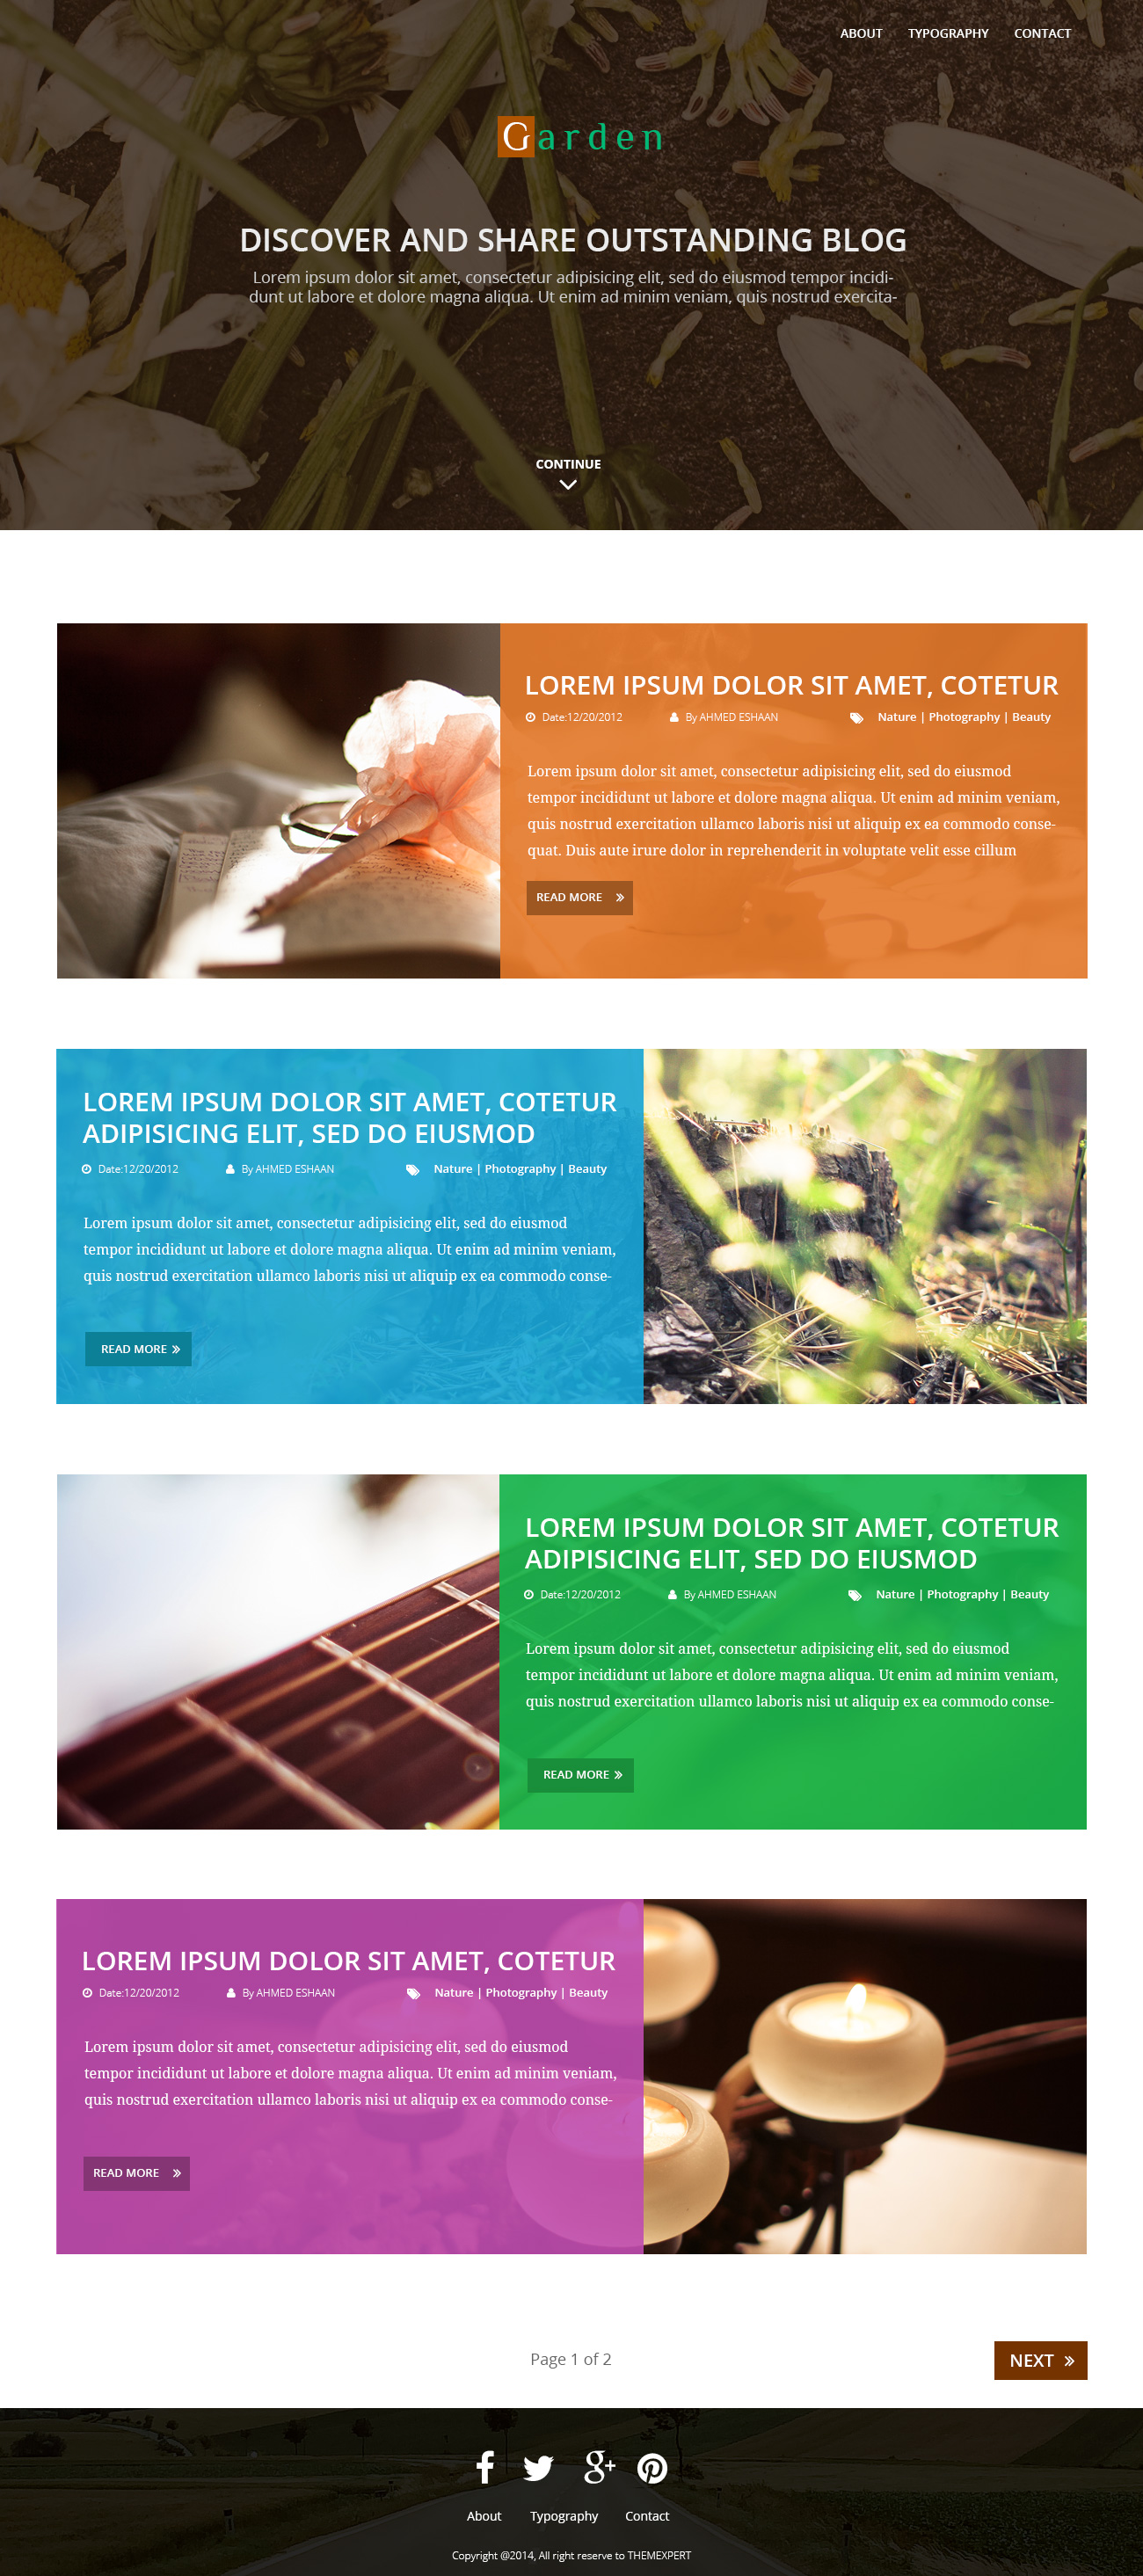 ABOUT TYPOGRAPHY CONTACT
Garden
DISCOVER AND SHARE OUTSTANDING BLOG
Lorem ipsum dolor sit amet, consectetur adipisicing elit, sed do eiusmod tempor incidi-
dunt ut labore et dolore magna aliqua. Ut enim ad minim veniam, quis nostrud exercita-
CONTINUE
LOREM IPSUM DOLOR SIT AMET, COTETUR
Date:12/20/2012 By AHMED ESHAAN Nature | Photography | Beauty
Lorem ipsum dolor sit amet, consectetur adipisicing elit, sed do eiusmod
tempor incididunt ut labore et dolore magna aliqua. Ut enim ad minim veniam,
quis nostrud exercitation ullamco laboris nisi ut aliquip ex ea commodo conse-
quat. Duis aute irure dolor in reprehenderit in voluptate velit esse cillum
READ MORE »
LOREM IPSUM DOLOR SIT AMET, COTETUR
ADIPISICING ELIT, SED DO EIUSMOD
Date:12/20/2012 By AHMED ESHAAN Nature | Photography | Beauty
Lorem ipsum dolor sit amet, consectetur adipisicing elit, sed do eiusmod
tempor incididunt ut labore et dolore magna aliqua. Ut enim ad minim veniam,
quis nostrud exercitation ullamco laboris nisi ut aliquip ex ea commodo conse-
READ MORE »
LOREM IPSUM DOLOR SIT AMET, COTETUR
ADIPISICING ELIT, SED DO EIUSMOD
Date:12/20/2012 By AHMED ESHAAN Nature | Photography | Beauty
Lorem ipsum dolor sit amet, consectetur adipisicing elit, sed do eiusmod
tempor incididunt ut labore et dolore magna aliqua. Ut enim ad minim veniam,
quis nostrud exercitation ullamco laboris nisi ut aliquip ex ea commodo conse-
READ MORE »
LOREM IPSUM DOLOR SIT AMET, COTETUR
Date:12/20/2012 By AHMED ESHAAN Nature | Photography | Beauty
Lorem ipsum dolor sit amet, consectetur adipisicing elit, sed do eiusmod
tempor incididunt ut labore et dolore magna aliqua. Ut enim ad minim veniam,
quis nostrud exercitation ullamco laboris nisi ut aliquip ex ea commodo conse-
READ MORE »
Page 1 of 2
NEXT »
About Typography Contact
Copyright @2014, All right reserve to THEMEXPERT